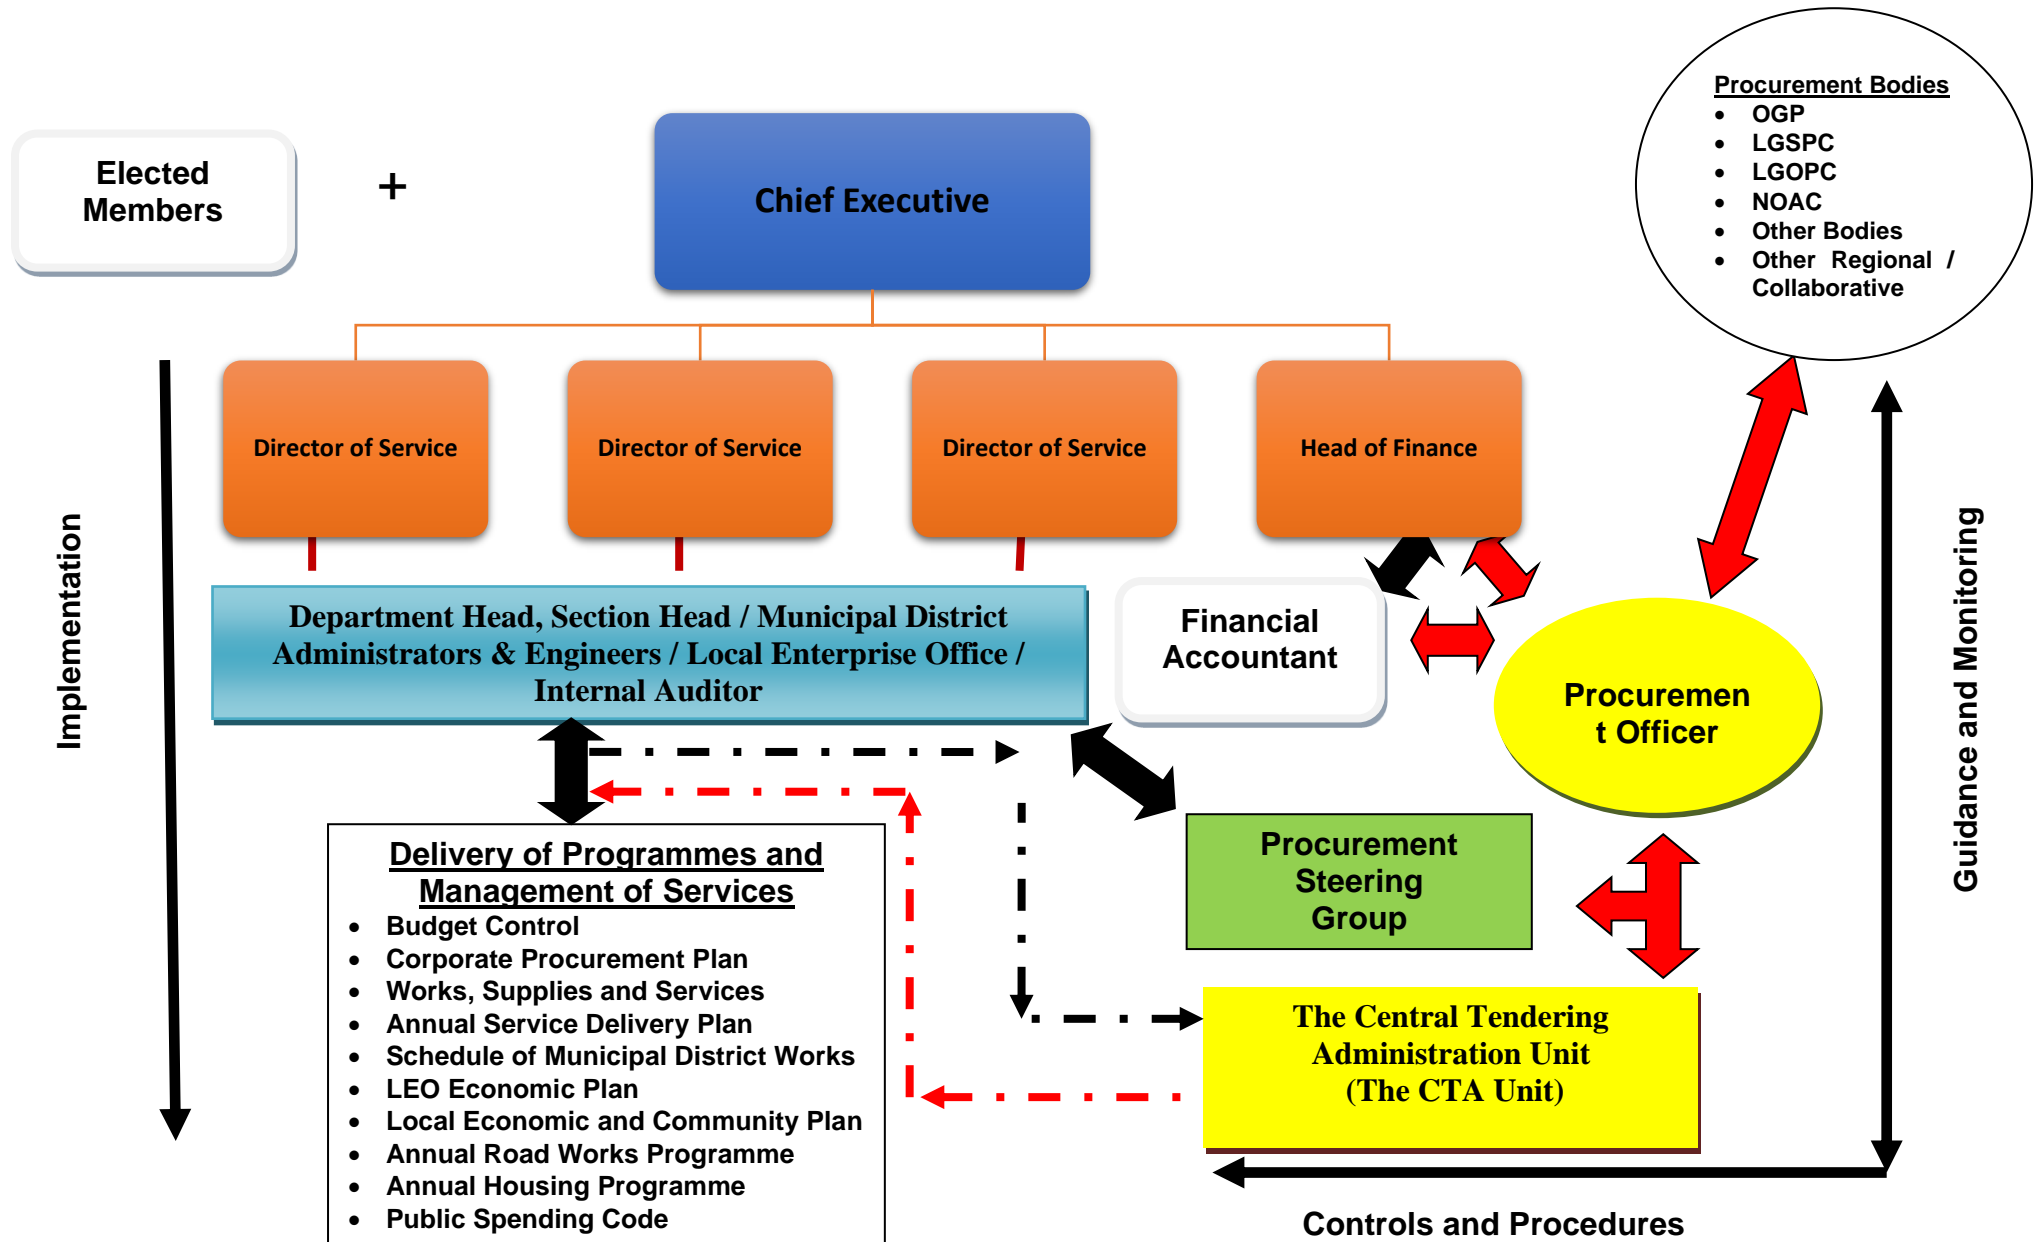 Elected
Members
+
Chief Executive
Procurement Bodies
• OGP
• LGSPC
• LGOPC
• NOAC
• Other Bodies
• Other Regional /
Collaborative
Director of Service
Director of Service
Director of Service
Head of Finance
Implementation
Guidance and Monitoring
Department Head, Section Head / Municipal District
Administrators & Engineers / Local Enterprise Office /
Internal Auditor
Financial
Accountant
Procuremen
t Officer
Delivery of Programmes and
Management of Services
• Budget Control
• Corporate Procurement Plan
• Works, Supplies and Services
• Annual Service Delivery Plan
• Schedule of Municipal District Works
• LEO Economic Plan
• Local Economic and Community Plan
• Annual Road Works Programme
• Annual Housing Programme
• Public Spending Code
Procurement
Steering
Group
The Central Tendering
Administration Unit
(The CTA Unit)
Controls and Procedures